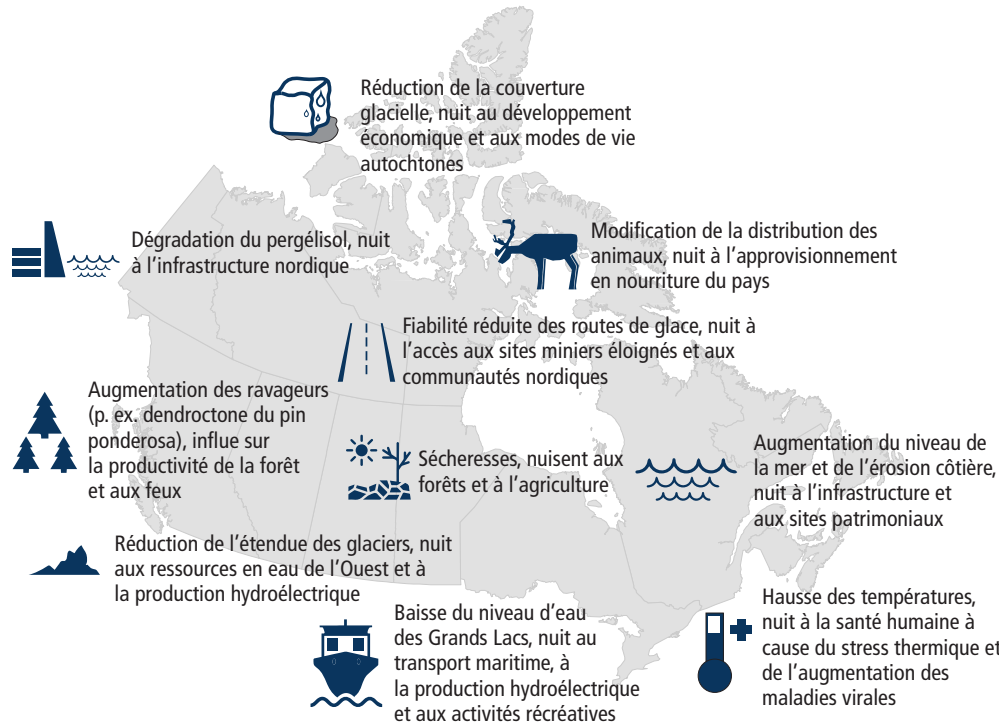 Réduction de la couverture
glacielle, nuit au développement
économique et aux modes de vie
autochtones
Dégradation du pergélisol, nuit
à l'infrastructure nordique
Modification de la distribution des
animaux, nuit à l'approvisionnement
en nourriture du pays
Fiabilité réduite des routes de glace, nuit à
l'accès aux sites miniers éloignés et aux
communautés nordiques
Augmentation des ravageurs
(p. ex. dendroctone du pin
ponderosa), influe sur
la productivité de la forêt
et aux feux
Sécheresses, nuisent aux
forêts et à l'agriculture
Augmentation du niveau de
la mer et de l'érosion côtière,
nuit à l'infrastructure et
aux sites patrimoniaux
Réduction de l'étendue des glaciers, nuit
aux ressources en eau de l'Ouest et à
la production hydroélectrique
Baisse du niveau d'eau
des Grands Lacs, nuit au
transport maritime, à
la production hydroélectrique
et aux activités récréatives
Hausse des températures,
nuit à la santé humaine à
cause du stress thermique et
de l'augmentation des
maladies virales